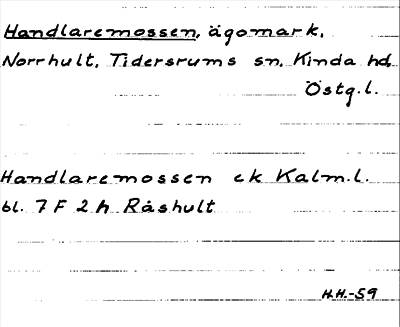 Handlaremossen, ägomark,
Norrhult, Tidersrums sn, Kinda hd
Östg.l.
Handlaremossen ek Kalm.l.
bl. 7 F 2 h Råshult
H.H.-59